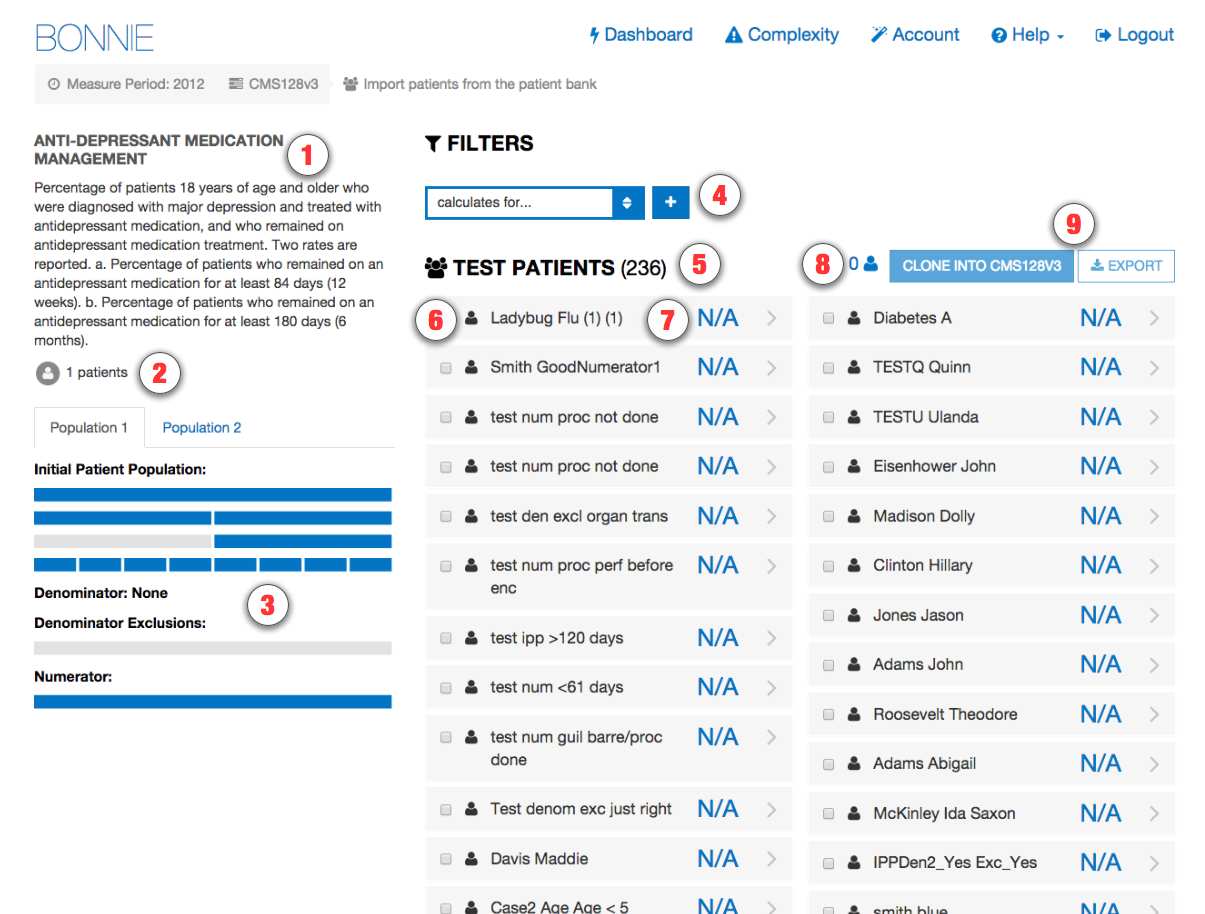 BONNIE
Dashboard
Complexity
Account
Help
Logout
Measure Period: 2012
CMS128v3
Import patients from the patient bank
ANTI-DEPRESSANT MEDICATION
MANAGEMENT
1
Percentage of patients 18 years of age and older who
were diagnosed with major depression and treated with
antidepressant medication, and who remained on
antidepressant medication treatment. Two rates are
reported. a. Percentage of patients who remained on an
antidepressant medication for at least 84 days (12
weeks). b. Percentage of patients who remained on an
antidepressant medication for at least 180 days (6
months).
1 patients
2
Population 1
Population 2
Initial Patient Population:
Denominator: None
3
Denominator Exclusions:
Numerator:
FILTERS
calculates for...
+
4
TEST PATIENTS (236)
5
8
0
CLONE INTO CMS128V3
EXPORT
9
6
Ladybug Flu (1) (1)
7
N/A
Smith GoodNumerator1
N/A
test num proc not done
N/A
test num proc not done
N/A
test den excl organ trans
N/A
test num proc perf before
enc
N/A
test ipp >120 days
N/A
test num <61 days
N/A
test num guil barre/proc
done
N/A
Test denom exc just right
N/A
Davis Maddie
N/A
Case2 Age Age < 5
N/A
Diabetes A
N/A
TESTQ Quinn
N/A
TESTU Ulanda
N/A
Eisenhower John
N/A
Madison Dolly
N/A
Clinton Hillary
N/A
Jones Jason
N/A
Adams John
N/A
Roosevelt Theodore
N/A
Adams Abigail
N/A
McKinley Ida Saxon
N/A
IPPDen2_Yes Exc_Yes
N/A
smith blue
N/A